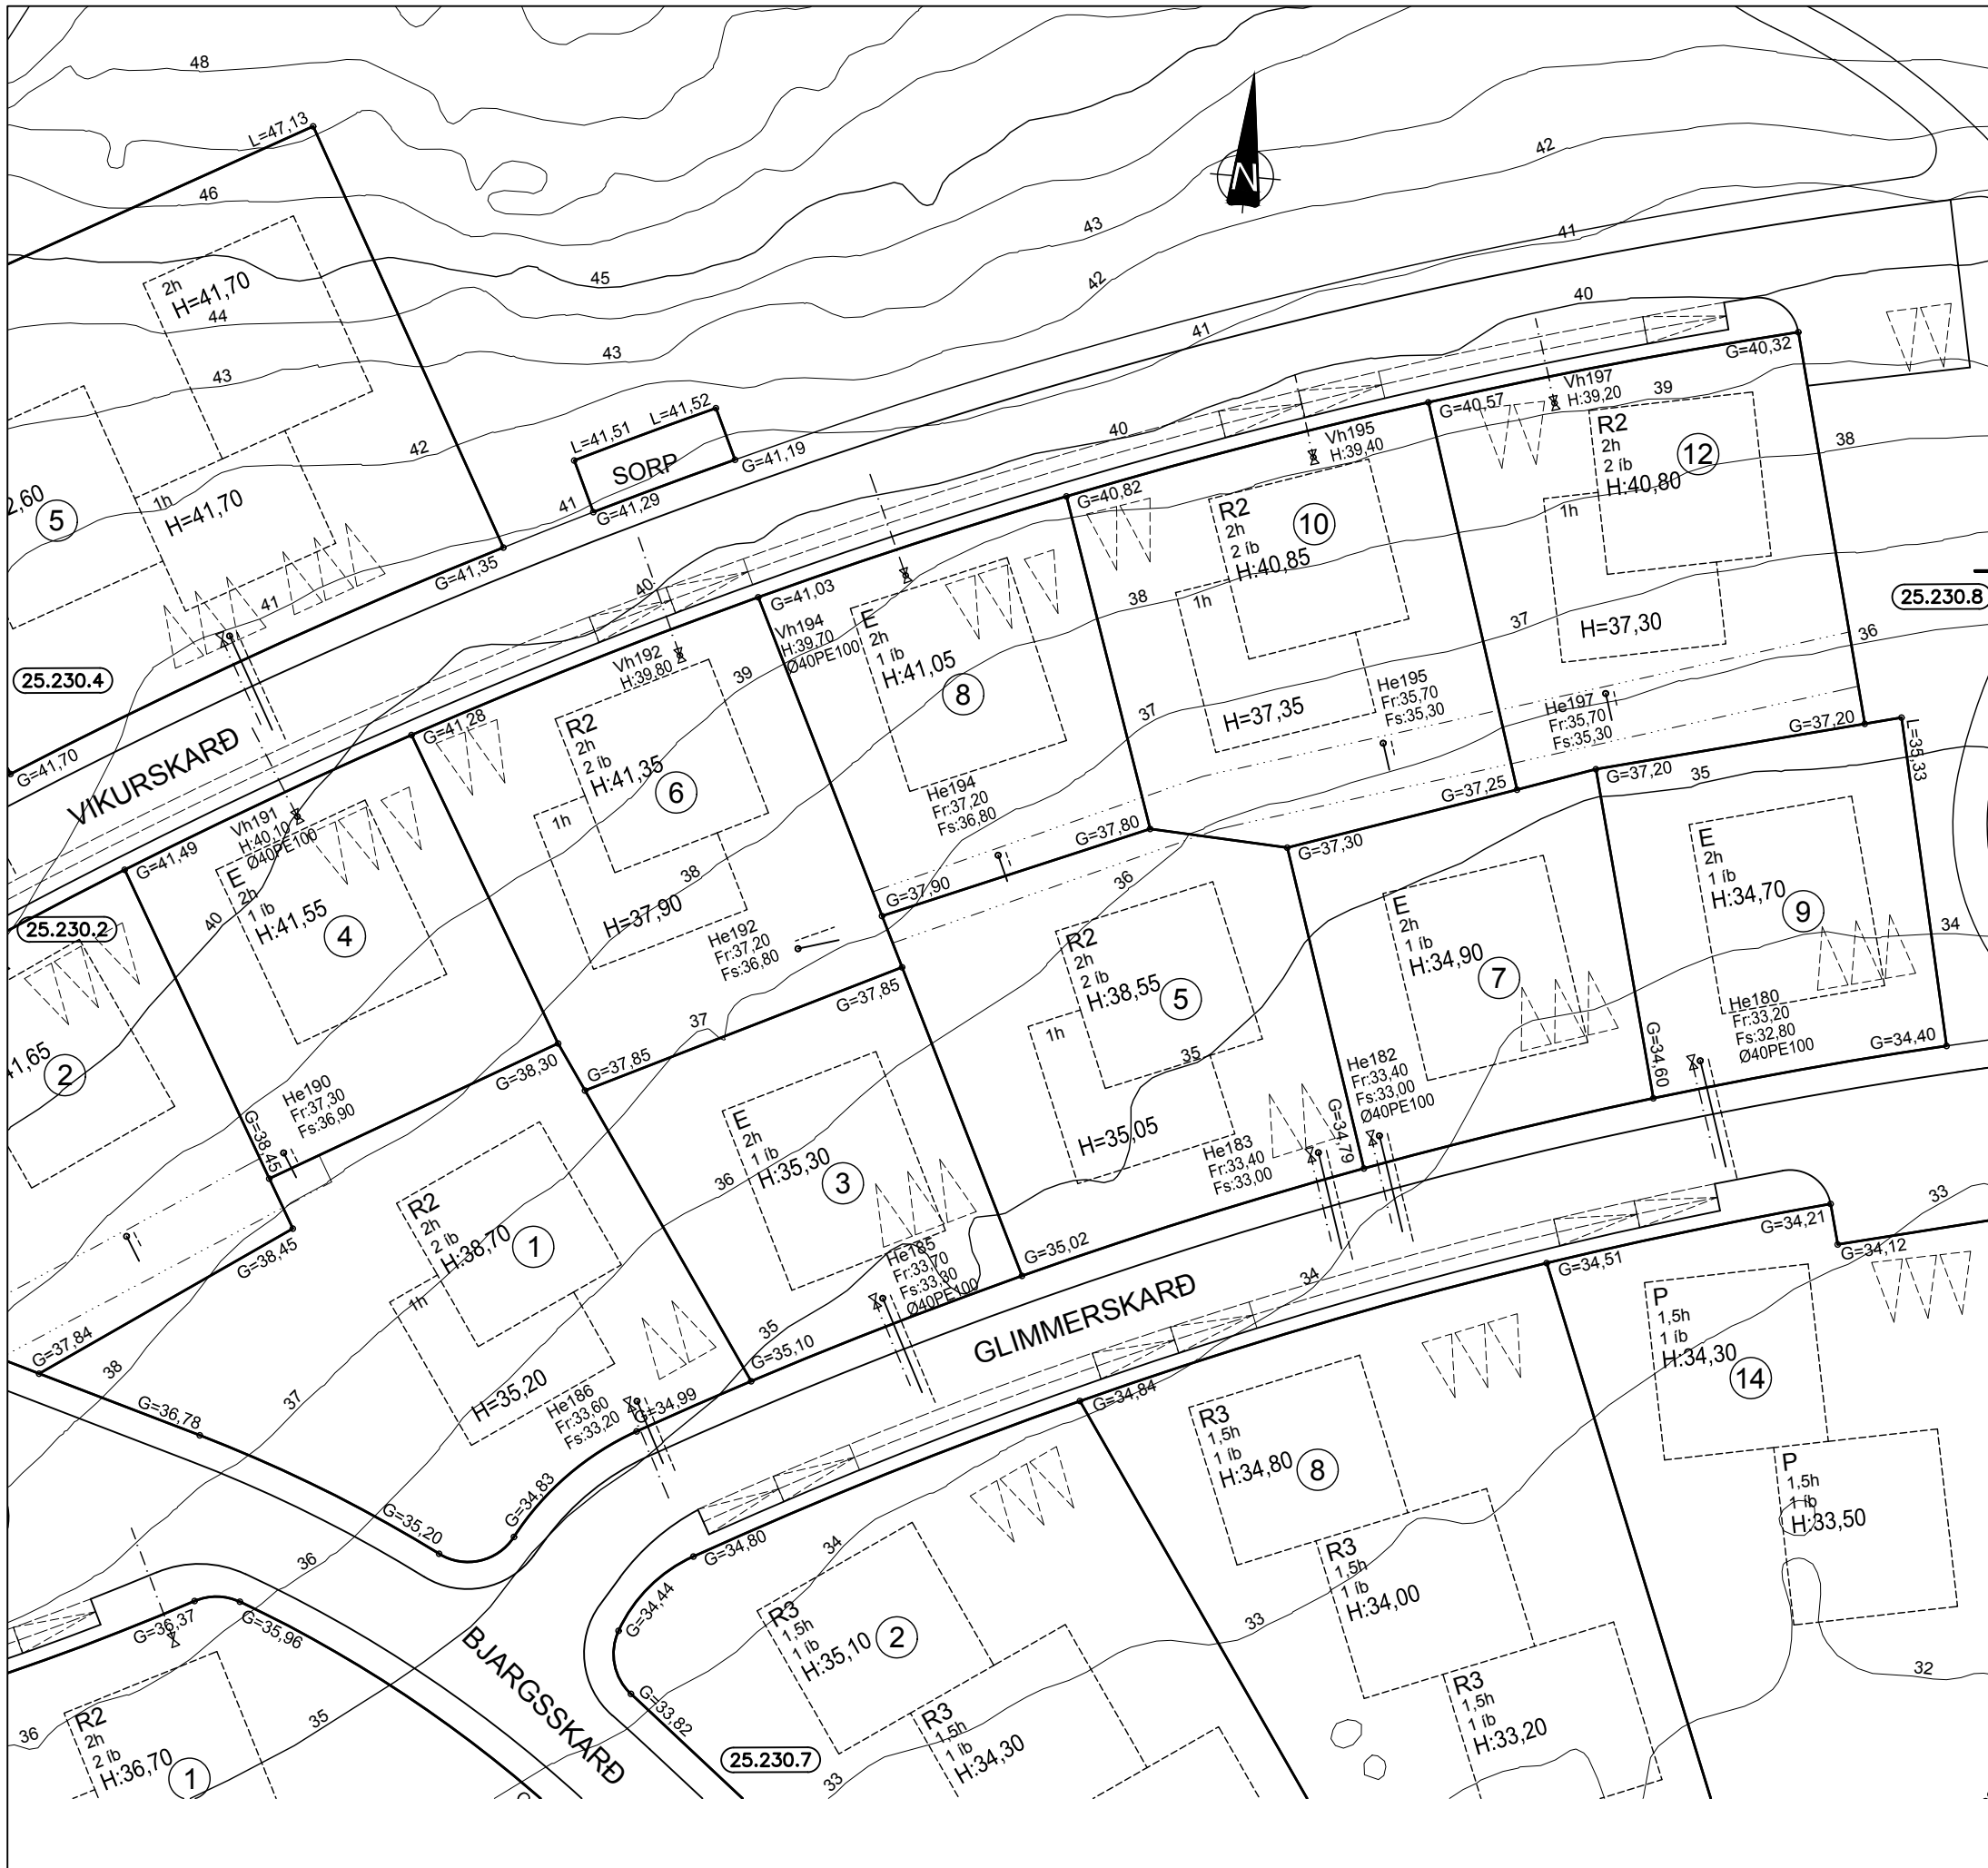 48
L=47,13
46
2h
H=41,70
44
43
45
43
42
43
42
42
41
41
40
40
N
L=41,52
L=41,51
SORP
G=41,19
G=41,29
41
G=41,35
1h
H=41,70
5
41
25.230.4
G=41,70
VIKURSKARÐ
40
G=40,32
Vh197
H:39,20
39
G=40,57
R2
2h
2 íb
H:40,80
12
38
1h
H=37,30
37
36
25.230.8
Vh195
H:39,40
G=40,82
R2
2h
2 íb
H:40,85
10
38
1h
H=37,35
37
He195
Fr:35,70
Fs:35,30
He197
Fr:35,70
Fs:35,30
G=37,20
G=37,25
G=37,20
L=35,33
35
G=41,03
Vh194
H:39,70
Ø40PE100
E
2h
1 íb
H:41,05
8
He194
Fr:37,20
Fs:36,80
G=37,80
G=37,30
G=37,90
36
Vh192
H:39,80
39
G=41,28
R2
2h
2 íb
H:41,35
6
1h
38
H=37,90
He192
Fr:37,20
Fs:36,80
G=37,85
37
G=37,85
Vh191
H:40,10
Ø40PE100
G=41,49
E
2h
1 íb
H:41,55
4
40
25.230.2
2
He190
Fr:37,30
Fs:36,90
G=38,30
G=38,45
G=38,45
E
2h
1 íb
H:34,70
9
34
He180
Fr:33,20
Fs:32,80
Ø40PE100
G=34,40
E
2h
1 íb
H:34,90
7
G=34,60
He182
Fr:33,40
Fs:33,00
Ø40PE100
G=34,79
R2
2h
2 íb
H:38,55
5
35
1h
H=35,05
He183
Fr:33,40
Fs:33,00
G=35,02
E
2h
1 íb
H:35,30
3
36
He185
Fr:33,70
Fs:33,30
Ø40PE100
R2
2h
2 íb
H:38,70
1
1h
H=35,20
35
G=35,10
He186
Fr:33,60
Fs:33,20
G=34,99
GLIMMERSKARÐ
34
33
G=34,21
G=34,12
G=34,51
G=37,84
38
37
G=36,78
G=35,20
G=34,83
36
G=34,84
G=34,80
34
G=34,44
G=33,82
P
1,5h
1 íb
H:34,30
14
P
1,5h
1 íb
H:33,50
32
R3
1,5h
1 íb
H:34,80
8
R3
1,5h
1 íb
H:34,00
33
R3
1,5h
1 íb
H:33,20
R3
1,5h
1 íb
H:35,10
2
R3
1,5h
1 íb
H:34,30
33
G=36,37
G=35,96
BJARGSSKARÐ
25.230.7
35
36
R2
2h
2 íb
H:36,70
1